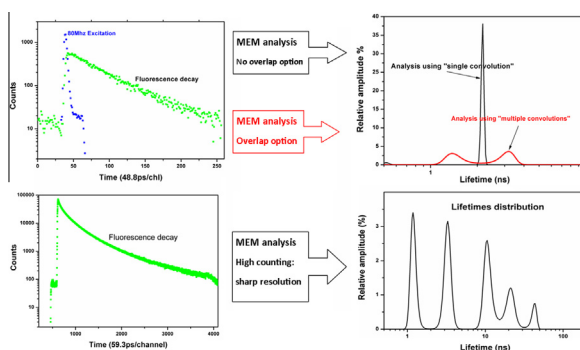 1000
100
10
Counts
80Mhz Excitation
Fluorescence decay
0 50 100 150 200 250
Time (48.8ps/chl)
MEM analysis
No overlap option
MEM analysis
Overlap option
Relative amplitude %
40
35
30
25
20
15
10
5
0
Analysis using "single convolution"
Analysis using "multiple convolutions"
1
Lifetime (ns)
100000
10000
1000
100
10
Counts
Fluorescence decay
1000 2000 3000 4000
Time (59.3ps/channel)
MEM analysis
High counting:
sharp resolution
Relative amplitude (%)
3
2
1
0
Lifetimes distribution
1 10 100
Lifetime (ns)